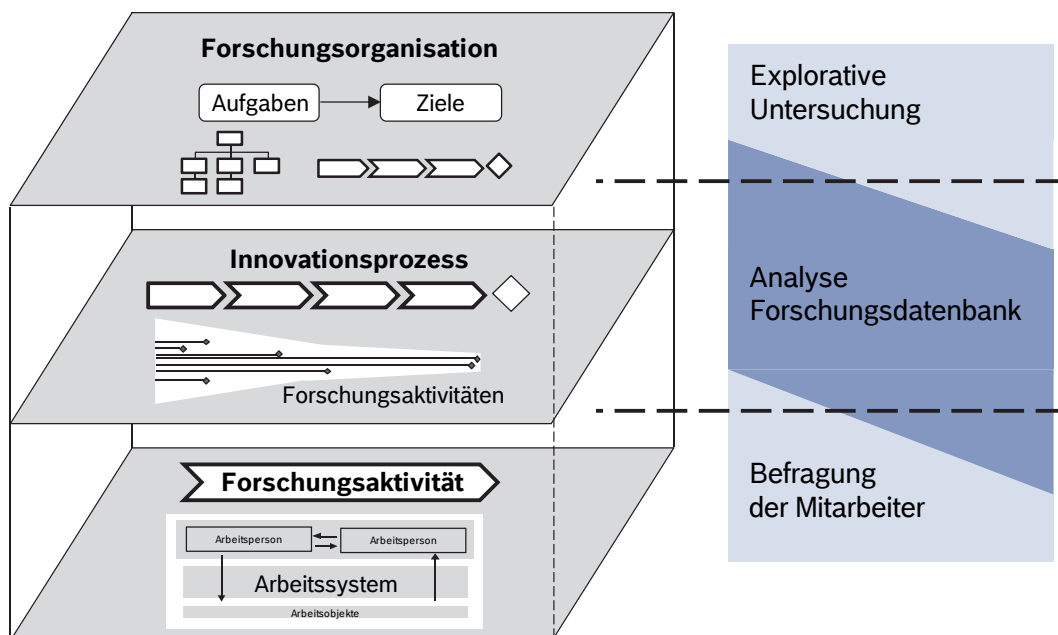 Forschungsorganisation
Aufgaben
Ziele
Innovationsprozess
Forschungsaktivitäten
Forschungsaktivität
Arbeitsperson
Arbeitsperson
Arbeitssystem
Arbeitsobjekte
Explorative
Untersuchung
Analyse
Forschungsdatenbank
Befragung
der Mitarbeiter